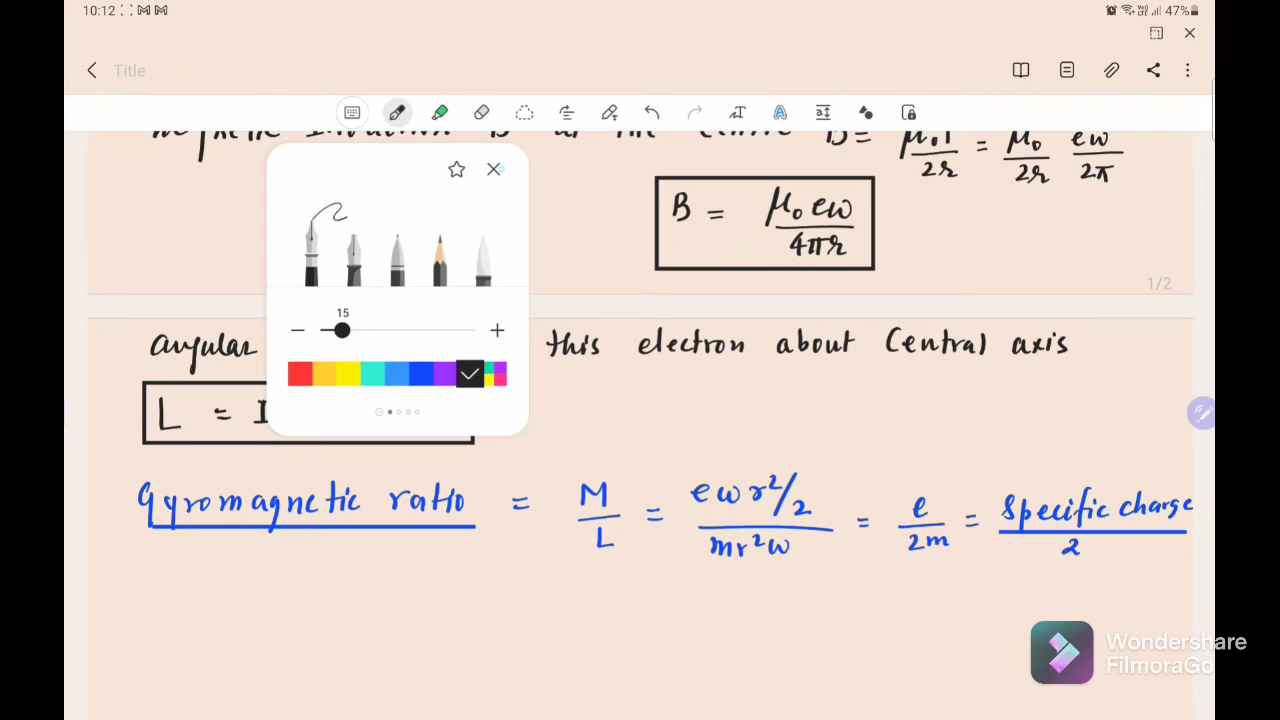 10:12
47%
Title
B = μ₀I/2r = μ₀/2r eω/2π
B = μ₀eω/4πr
1/2
15
angular this electron about Central axis
L = I
Gyromagnetic ratio = M/L = eωr²/2 / mr²ω = e/2m = Specific charge/2
Wondershare
FilmoraGo